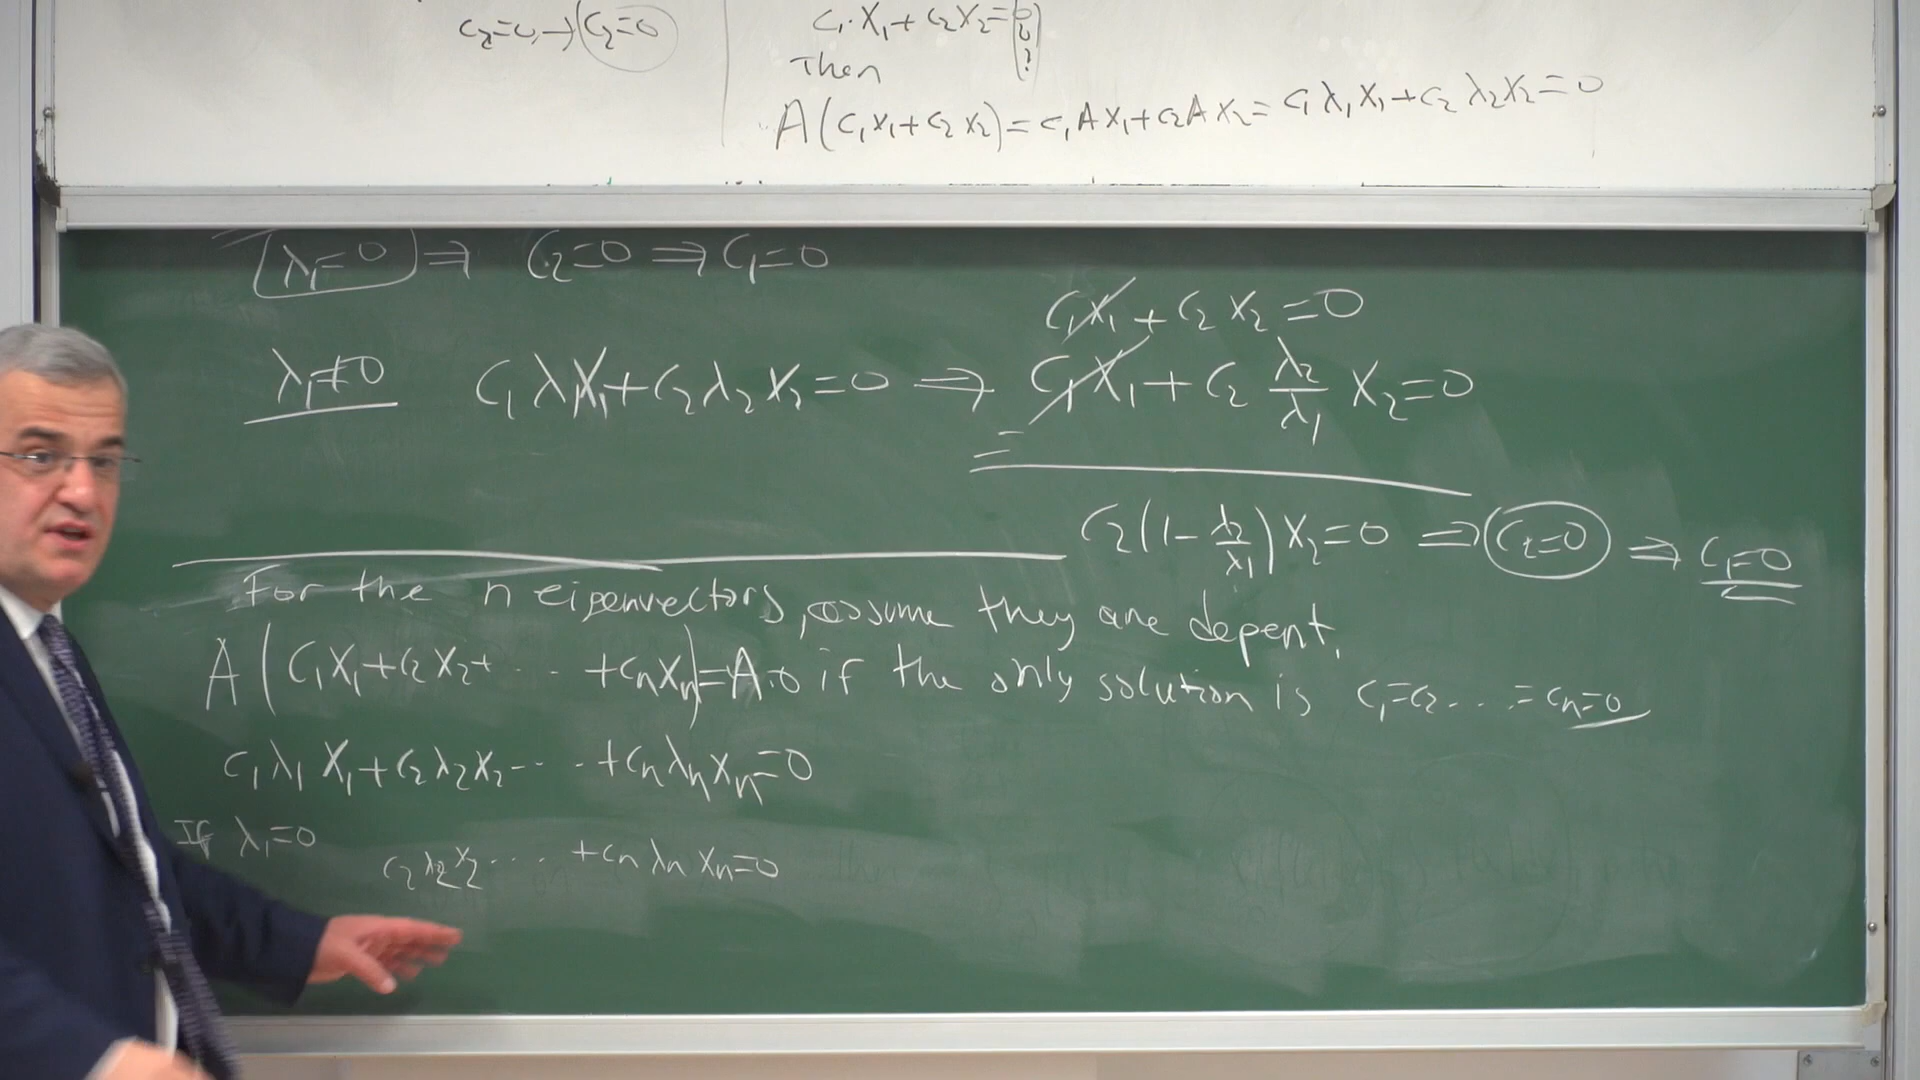 c₂=0 → c₂=0
c₁·x₁+c₂x₂=
Then
A(c₁x₁+c₂x₂)=c₁Ax₁+c₂Ax₂=c₁λ₁x₁+c₂λ₂x₂=0
λ₁=0 ⇒ c₂=0 ⇒ c₁=0
c₁x₁+c₂x₂=0
λ₁≠0 c₁λ₁x₁+c₂λ₂x₂=0 ⇒ c₁x₁+c₂ λ₂/λ₁ x₂=0
c₂(1-λ₂/λ₁)x₂=0 ⇒ c₂=0 ⇒ c₁=0
For the n eigenvectors, assume they are depent.
A(c₁x₁+c₂x₂+ ... +cₙxₙ)=A·0 if the only solution is c₁=c₂...=cₙ=0
c₁λ₁x₁+c₂λ₂x₂... +cₙλₙxₙ=0
If λ₁=0
c₂λ₂x₂.... +cₙλₙxₙ=0